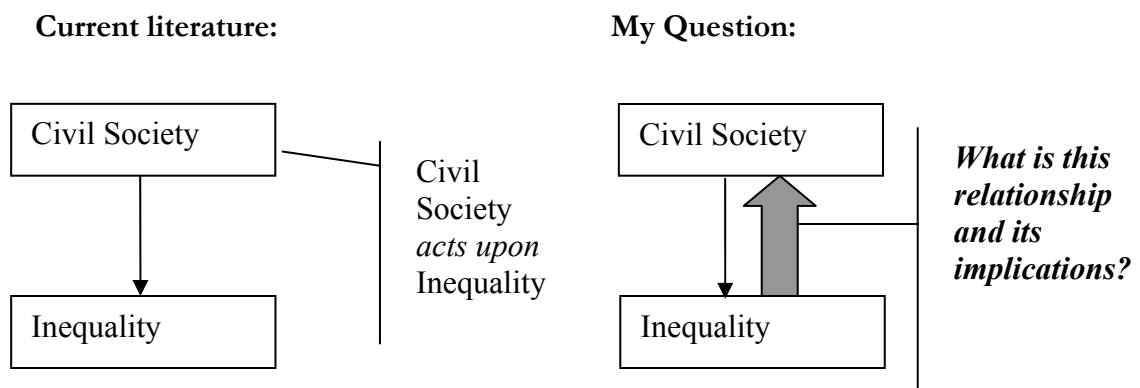 Current literature:
Civil Society
Civil
Society
acts upon
Inequality
Inequality
My Question:
Civil Society
What is this
relationship
and its
implications?
Inequality